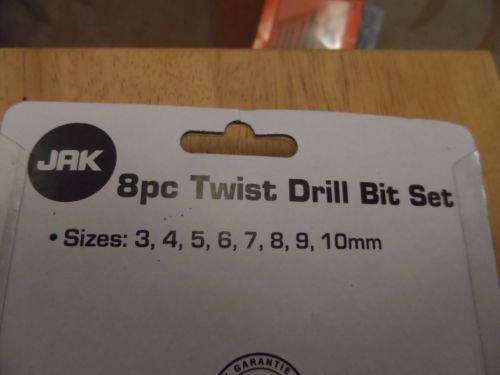 JAK
8pc Twist Drill Bit Set
• Sizes: 3, 4, 5, 6, 7, 8, 9, 10mm
GARANTIE